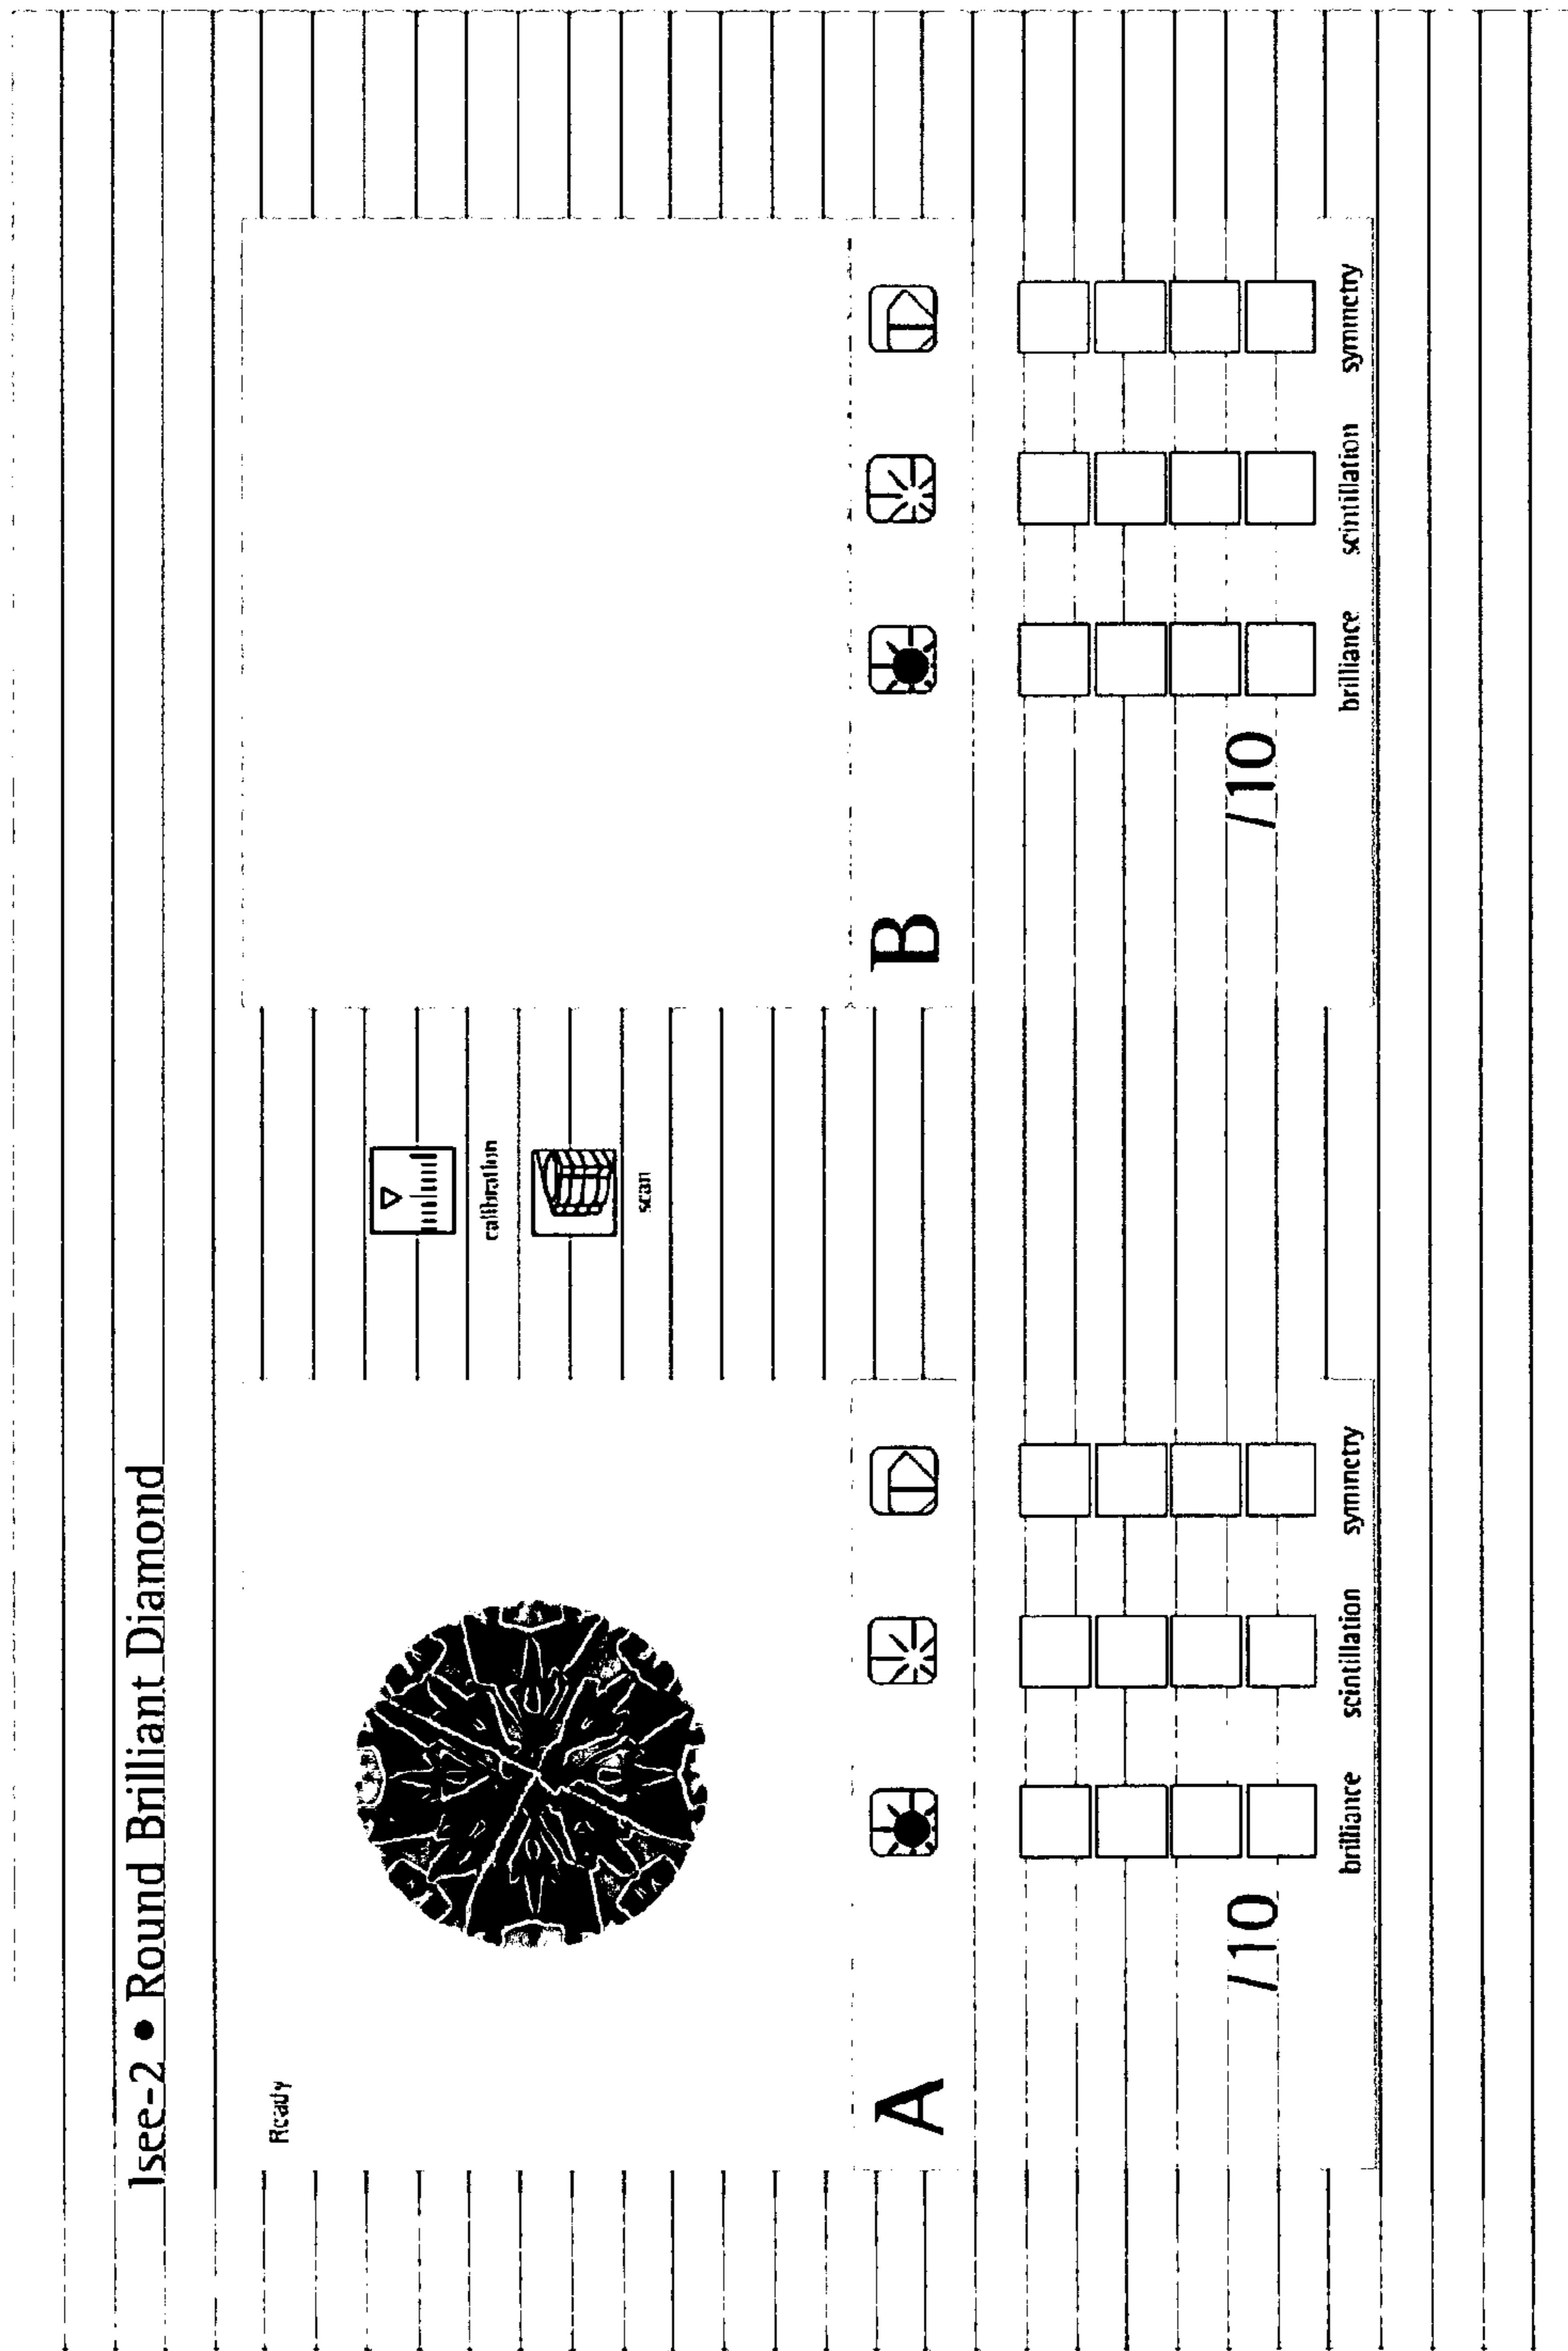 Isee-2 • Round Brilliant Diamond
Ready
calibration
scan
A
B
/10
brilliance
scintillation
symmetry
/10
brilliance
scintillation
symmetry